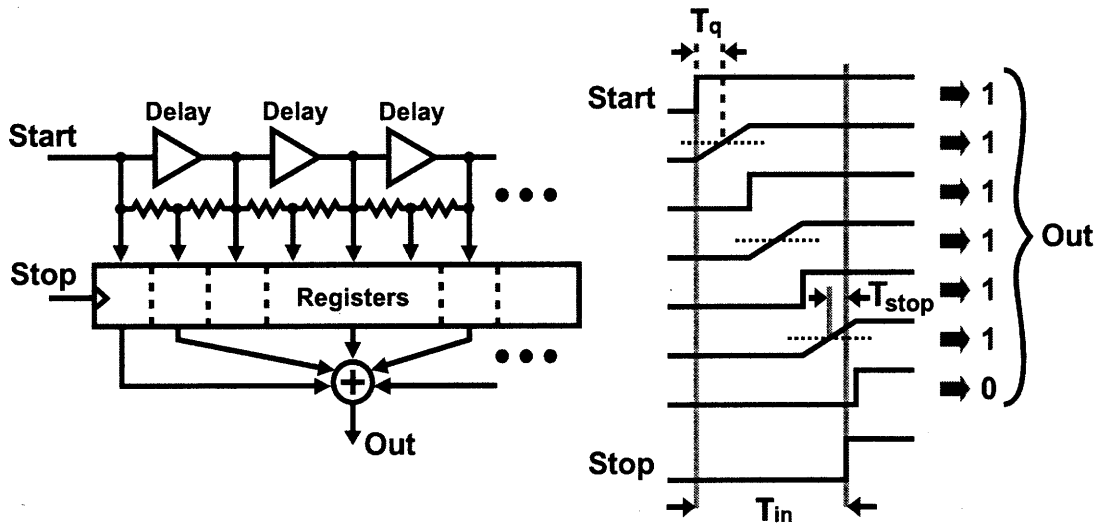 Start
Delay
Delay
Delay
Stop
Registers
+
Out
Tq
Start
1
1
1
1
Tstop
1
1
0
Out
Stop
Tin